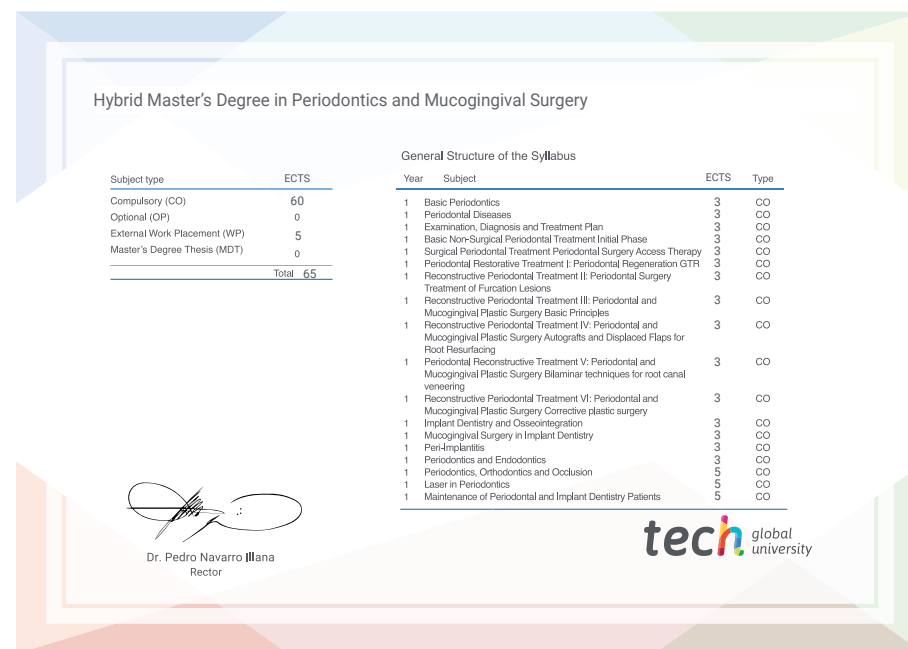 Hybrid Master's Degree in Periodontics and Mucogingival Surgery
Subject type ECTS
Compulsory (CO) 60
Optional (OP) 0
External Work Placement (WP) 5
Master's Degree Thesis (MDT) 0
Total 65
General Structure of the Syllabus
Year Subject ECTS Type
1 Basic Periodontics 3 CO
1 Periodontal Diseases 3 CO
1 Examination, Diagnosis and Treatment Plan 3 CO
1 Basic Non-Surgical Periodontal Treatment Initial Phase 3 CO
1 Surgical Periodontal Treatment Periodontal Surgery Access Therapy 3 CO
1 Periodontal Restorative Treatment I: Periodontal Regeneration GTR 3 CO
1 Reconstructive Periodontal Treatment II: Periodontal Surgery 3 CO
Treatment of Furcation Lesions
1 Reconstructive Periodontal Treatment III: Periodontal and 3 CO
Mucogingival Plastic Surgery Basic Principles
1 Reconstructive Periodontal Treatment IV: Periodontal and 3 CO
Mucogingival Plastic Surgery Autografts and Displaced Flaps for
Root Resurfacing
1 Periodontal Reconstructive Treatment V: Periodontal and 3 CO
Mucogingival Plastic Surgery Bilaminar techniques for root canal
veneering
1 Reconstructive Periodontal Treatment VI: Periodontal and 3 CO
Mucogingival Plastic Surgery Corrective plastic surgery
1 Implant Dentistry and Osseointegration 3 CO
1 Mucogingival Surgery in Implant Dentistry 3 CO
1 Peri-Implantitis 3 CO
1 Periodontics and Endodontics 3 CO
1 Periodontics, Orthodontics and Occlusion 5 CO
1 Laser in Periodontics 5 CO
1 Maintenance of Periodontal and Implant Dentistry Patients 5 CO
Dr. Pedro Navarro Illana
Rector
tech global
university